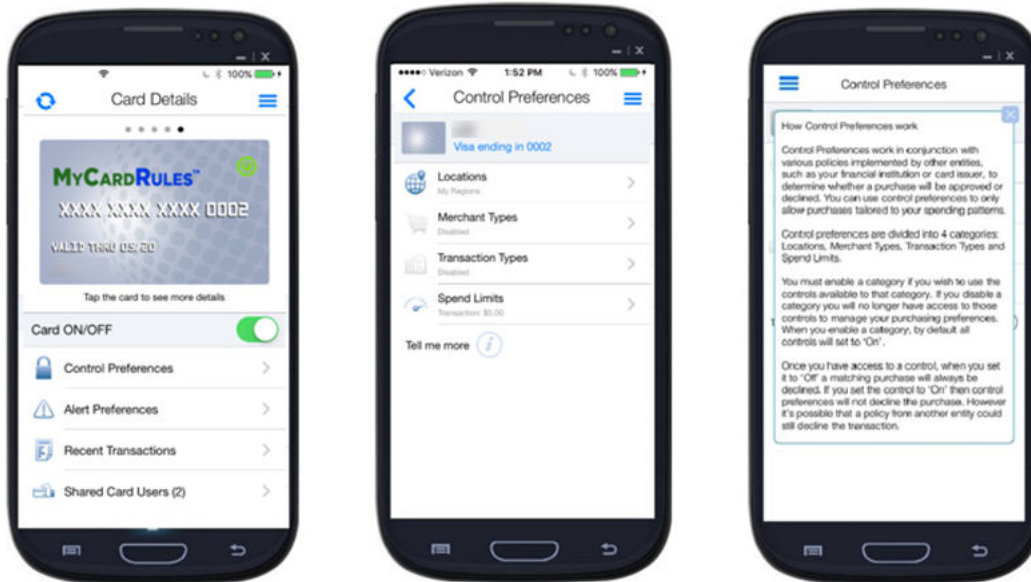 100%
Card Details
MYCARDRULES™
XXXX XXXX XXXX 0002
VALID THRU 05/20
Tap the card to see more details
Card ON/OFF
Control Preferences
Alert Preferences
Recent Transactions
Shared Card Users (2)
Verizon 1:52 PM 100%
Control Preferences
Visa ending in 0002
Locations
My Regions
Merchant Types
Disabled
Transaction Types
Disabled
Spend Limits
Transaction: $5.00
Tell me more i
Control Preferences
How Control Preferences work
Control Preferences work in conjunction with
various policies implemented by other entities,
such as your financial institution or card issuer, to
determine whether a purchase will be approved or
declined. You can use control preferences to only
allow purchases tailored to your spending patterns.
Control preferences are divided into 4 categories:
Locations, Merchant Types, Transaction Types and
Spend Limits.
You must enable a category if you wish to use the
controls available to that category. If you disable a
category you will no longer have access to those
controls to manage your purchasing preferences.
When you enable a category, by default all
controls will set to 'On'.
Once you have access to a control, when you set
it to 'Off' a matching purchase will always be
declined. If you set the control to 'On' then control
preferences will not decline the purchase. However
it's possible that a policy from another entity could
still decline the transaction.